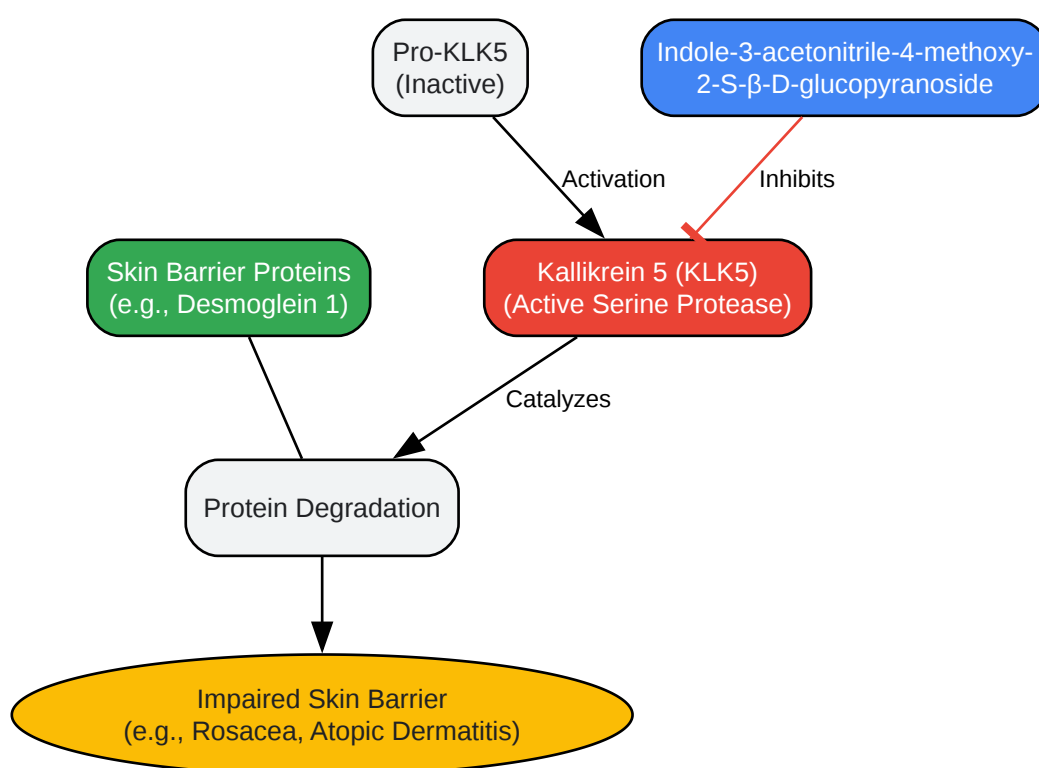 Pro-KLK5
(Inactive)
Indole-3-acetonitrile-4-methoxy-
2-S-β-D-glucopyranoside
Activation
Inhibits
Skin Barrier Proteins
(e.g., Desmoglein 1)
Kallikrein 5 (KLK5)
(Active Serine Protease)
Catalyzes
Protein Degradation
Impaired Skin Barrier
(e.g., Rosacea, Atopic Dermatitis)